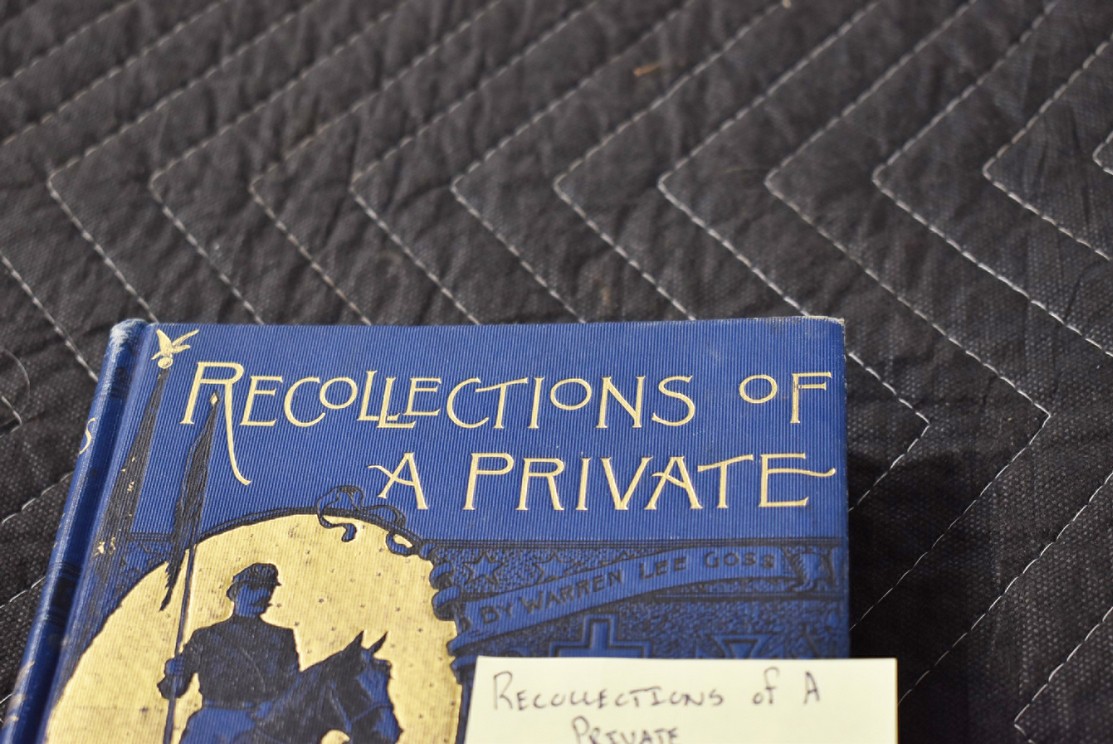 RECOLLECTIONS OF
A PRIVATE
BY WARREN LEE GOSS
RECOLLECTIONS of A
PRIVATE